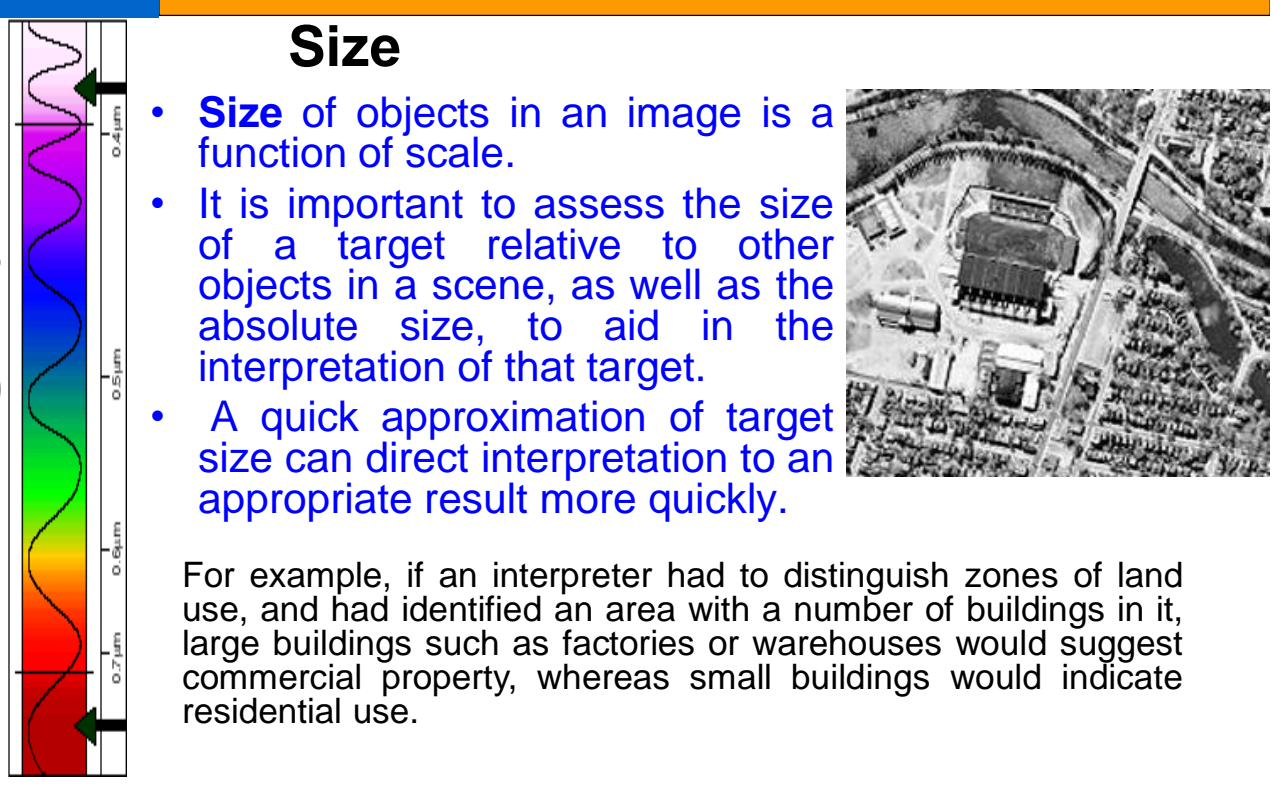 Size
• Size of objects in an image is a
function of scale.
• It is important to assess the size
of a target relative to other
objects in a scene, as well as the
absolute size, to aid in the
interpretation of that target.
• A quick approximation of target
size can direct interpretation to an
appropriate result more quickly.
For example, if an interpreter had to distinguish zones of land
use, and had identified an area with a number of buildings in it,
large buildings such as factories or warehouses would suggest
commercial property, whereas small buildings would indicate
residential use.
0.4µm
0.5µm
0.6µm
0.7µm